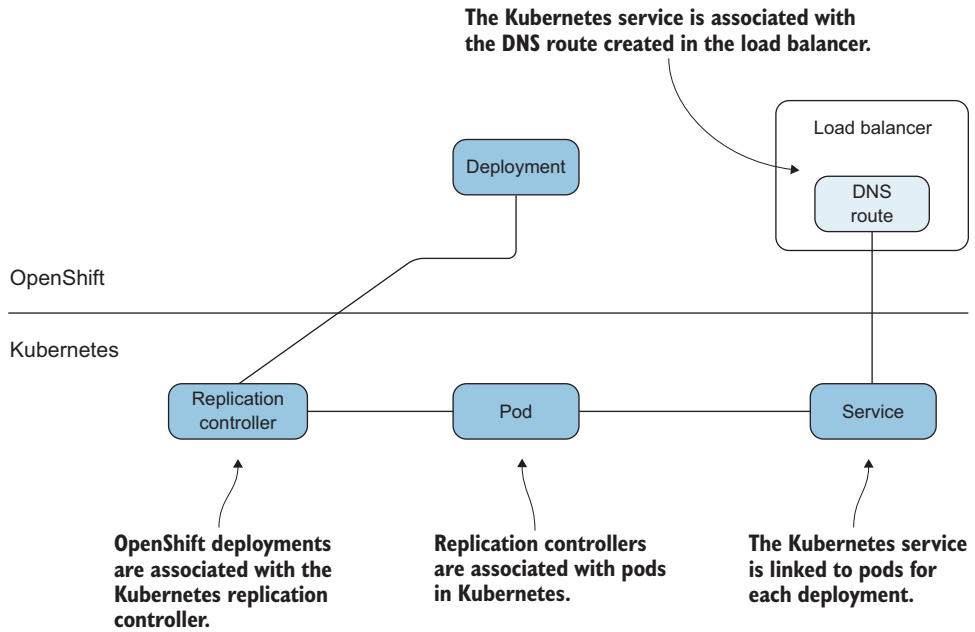 The Kubernetes service is associated with
the DNS route created in the load balancer.
Load balancer
Deployment
DNS
route
OpenShift
Kubernetes
Replication
controller
Pod
Service
OpenShift deployments
are associated with the
Kubernetes replication
controller.
Replication controllers
are associated with pods
in Kubernetes.
The Kubernetes service
is linked to pods for
each deployment.